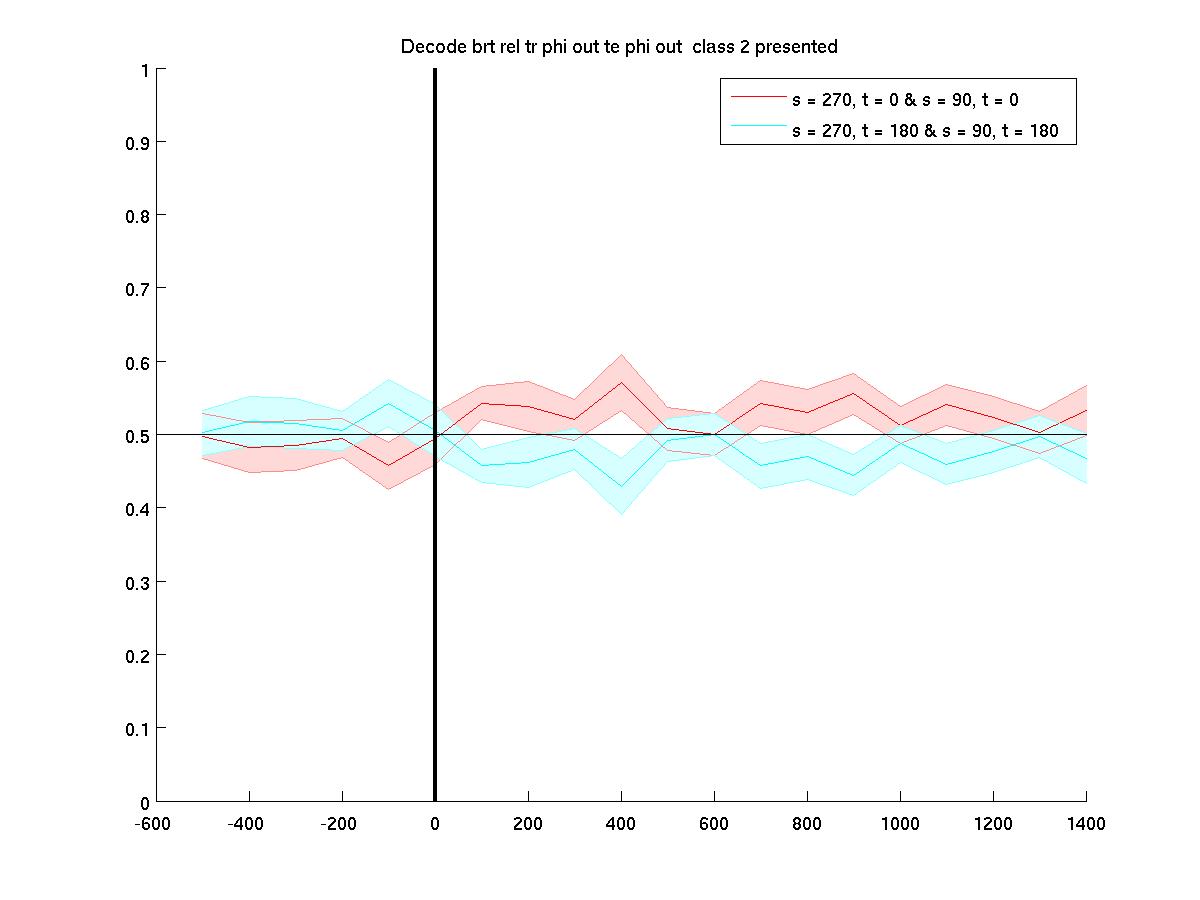 Decode brt rel tr phi out te phi out  class 2 presented
s = 270, t = 0 & s = 90, t = 0
s = 270, t = 180 & s = 90, t = 180
1
0.9
0.8
0.7
0.6
0.5
0.4
0.3
0.2
0.1
0
-600 -400 -200 0 200 400 600 800 1000 1200 1400